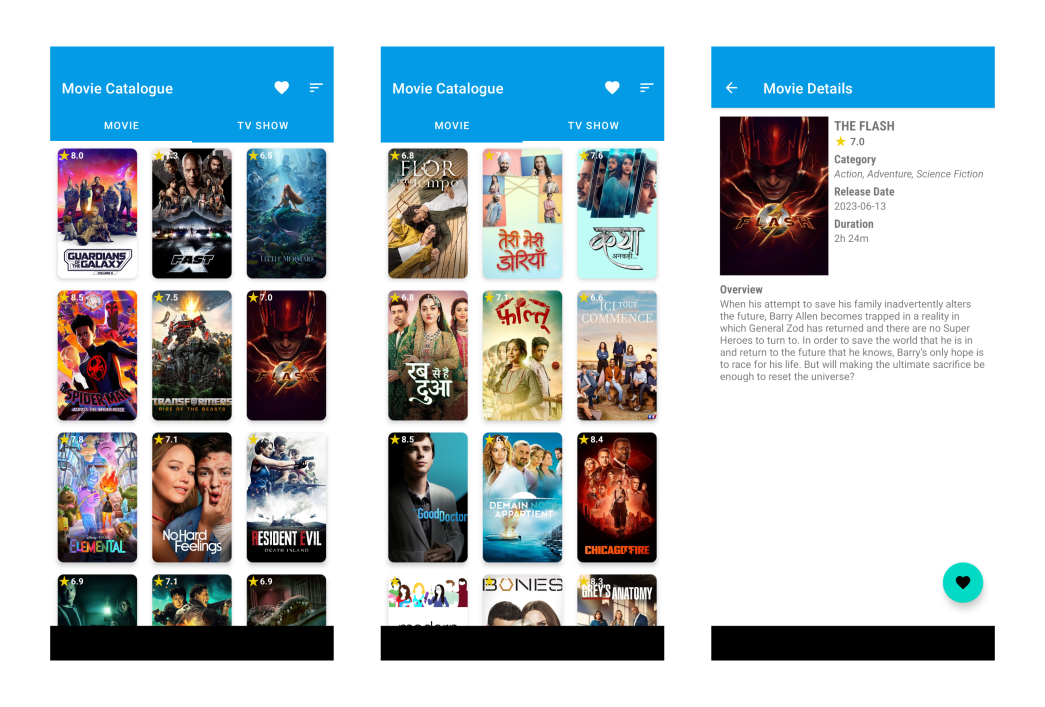 Movie Catalogue
MOVIE
TV SHOW
8.0
GUARDIANS
OF THE GALAXY
VOLUME 3
.3
FAST
X
6.5
THE LITTLE MERMAID
8.5
SPIDER-MAN
ACROSS THE SPIDER-VERSE
7.5
TRANSFORMERS
RISE OF THE BEASTS
7.0
FLASH
7.8
ELEMENTAL
7.1
No Hard
Feelings
RESIDENT EVIL
DEATH ISLAND
6.9
7.1
6.9
Movie Catalogue
MOVIE
TV SHOW
6.8
FLOR
tempo
तेरी मेरी
डोरियाँ
7.6
कथा
अनकही
6.8
रब से है
दुआ
7.1
फ़ाल्तू
6.6
ICI TOUT
COMMENCE
8.5
the Good Doctor
6.7
DEMAIN NOUS
APPARTIENT
8.4
CHICAGO FIRE
modern
BONES
8.3
GREY'S ANATOMY
Movie Details
FLASH
THE FLASH
7.0
Category
Action, Adventure, Science Fiction
Release Date
2023-06-13
Duration
2h 24m
Overview
When his attempt to save his family inadvertently alters
the future, Barry Allen becomes trapped in a reality in
which General Zod has returned and there are no Super
Heroes to turn to. In order to save the world that he is in
and return to the future that he knows, Barry's only hope is
to race for his life. But will making the ultimate sacrifice be
enough to reset the universe?